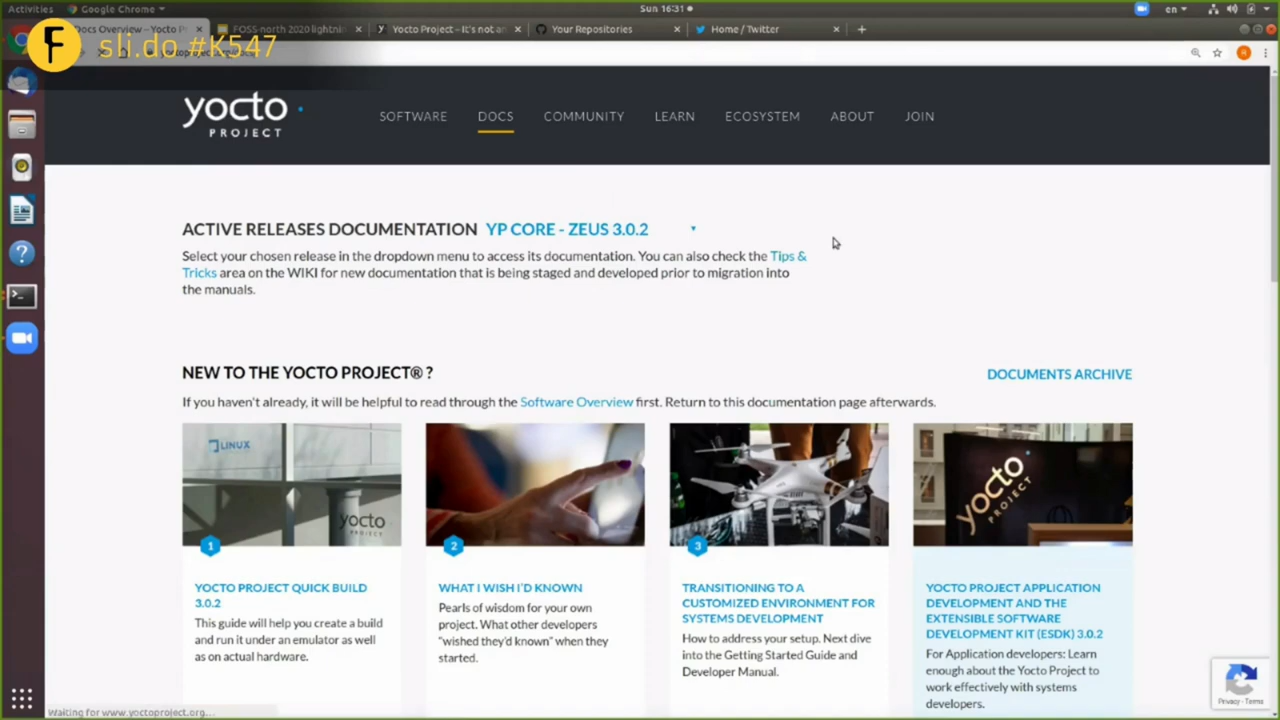 Activities
Google Chrome
Sun 16:31
en
Docs Overview – Yocto P
FOSS-north 2020 lightnin
Yocto Project – It's not an
Your Repositories
Home / Twitter
F
sli.do #K547
yocto
PROJECT
SOFTWARE
DOCS
COMMUNITY
LEARN
ECOSYSTEM
ABOUT
JOIN
ACTIVE RELEASES DOCUMENTATION YP CORE - ZEUS 3.0.2
Select your chosen release in the dropdown menu to access its documentation. You can also check the Tips &
Tricks area on the WIKI for new documentation that is being staged and developed prior to migration into
the manuals.
NEW TO THE YOCTO PROJECT® ?
DOCUMENTS ARCHIVE
If you haven't already, it will be helpful to read through the Software Overview first. Return to this documentation page afterwards.
LINUX
yocto
yocto
PROJECT
1
2
3
YOCTO PROJECT QUICK BUILD
3.0.2
This guide will help you create a build
and run it under an emulator as well
as on actual hardware.
WHAT I WISH I'D KNOWN
Pearls of wisdom for your own
project. What other developers
"wished they'd known" when they
started.
TRANSITIONING TO A
CUSTOMIZED ENVIRONMENT FOR
SYSTEMS DEVELOPMENT
How to address your setup. Next dive
into the Getting Started Guide and
Developer Manual.
YOCTO PROJECT APPLICATION
DEVELOPMENT AND THE
EXTENSIBLE SOFTWARE
DEVELOPMENT KIT (ESDK) 3.0.2
For Application developers: Learn
enough about the Yocto Project to
work effectively with systems
developers.
Privacy - Terms
Waiting for www.yoctoproject.org...